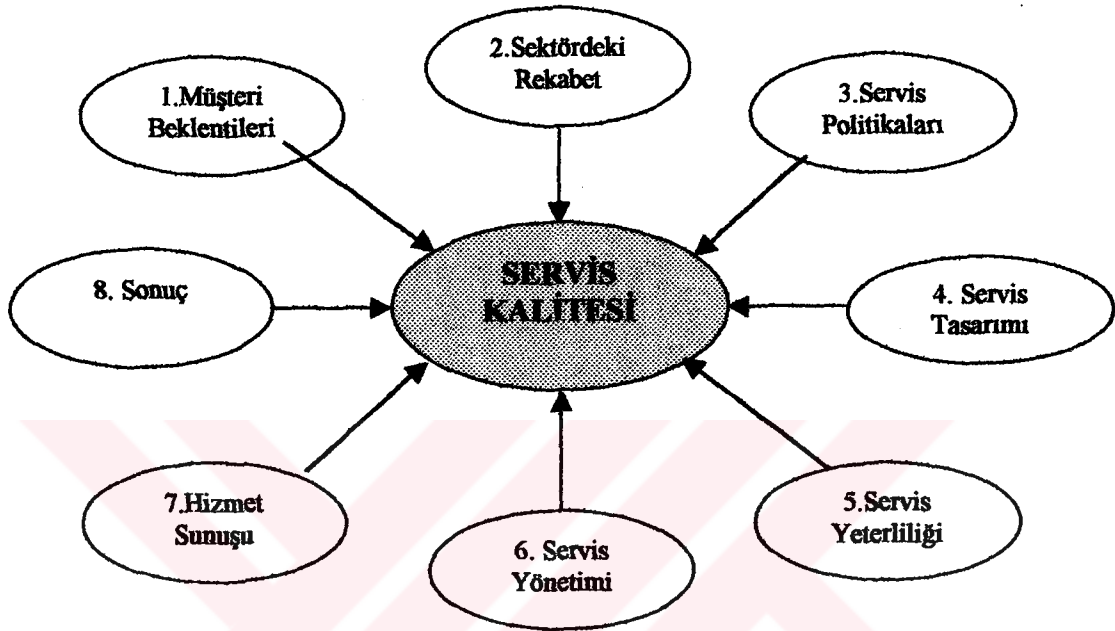 1.Müşteri
Beklentileri
2.Sektördeki
Rekabet
3.Servis
Politikaları
4. Servis
Tasarımı
5.Servis
Yeterliliği
6. Servis
Yönetimi
7.Hizmet
Sunuşu
8. Sonuç
SERVİS
KALİTESİ